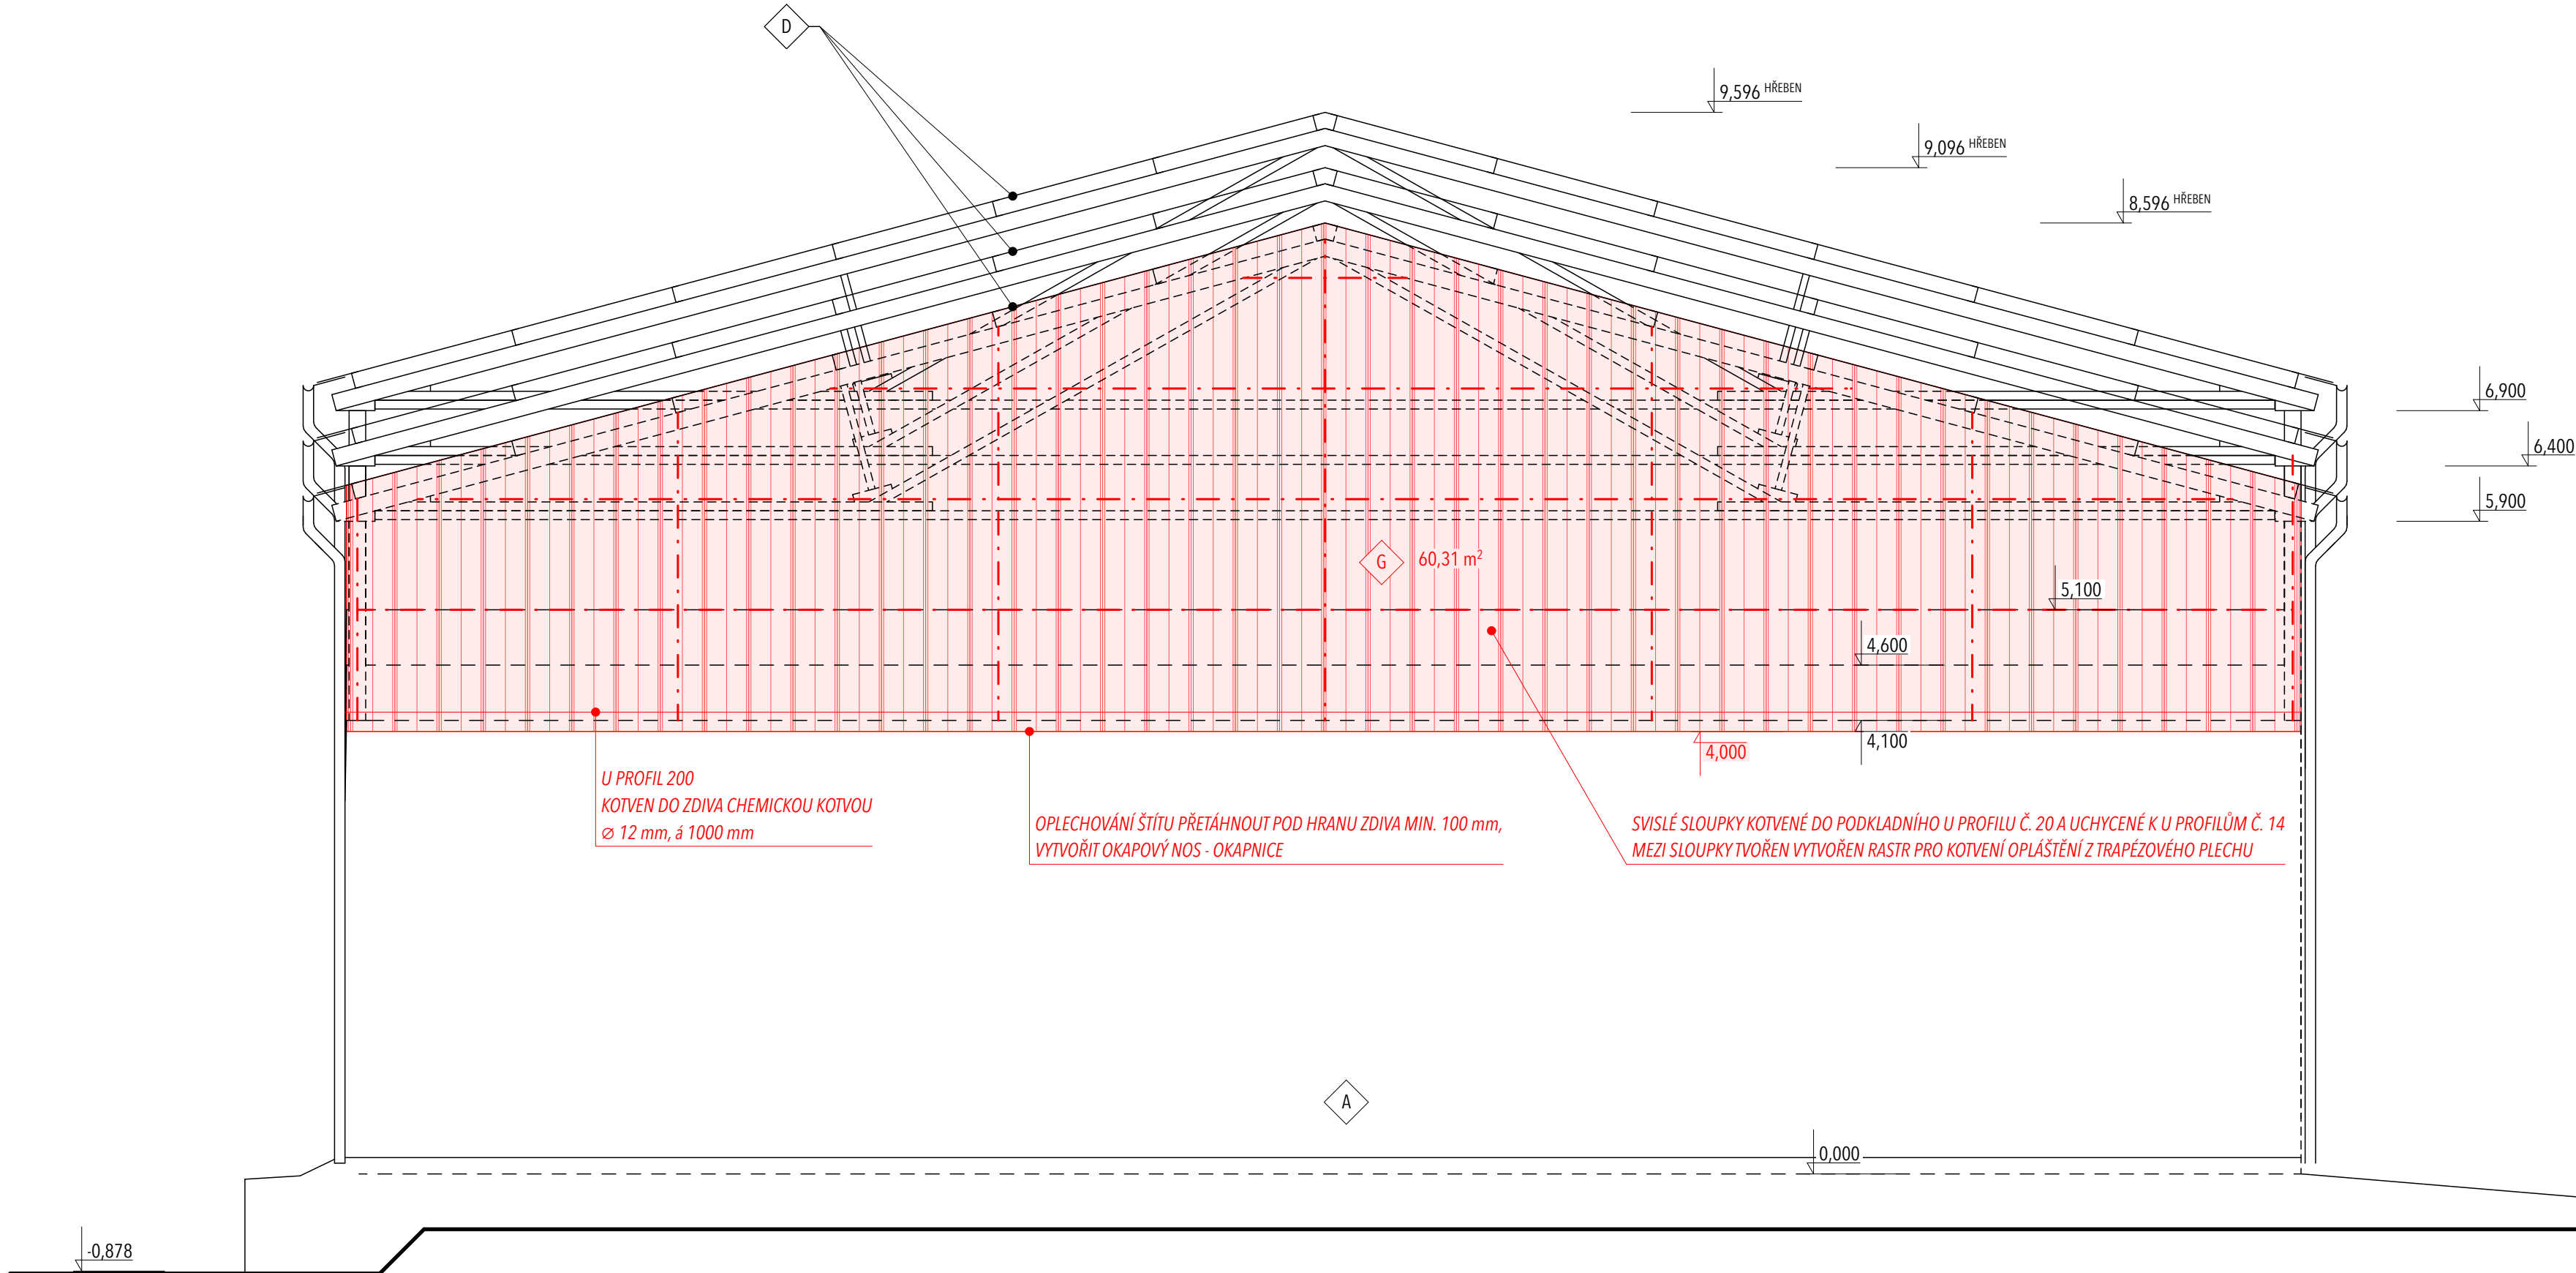 D
9,596 HŘEBEN
9,096 HŘEBEN
8,596 HŘEBEN
6,900
6,400
5,900
G 60,31 m²
5,100
4,600
4,100
4,000
U PROFIL 200
KOTVEN DO ZDIVA CHEMICKOU KOTVOU
∅ 12 mm, á 1000 mm
OPLECHOVÁNÍ ŠTÍTU PŘETÁHNOUT POD HRANU ZDIVA MIN. 100 mm,
VYTVOŘIT OKAPOVÝ NOS - OKAPNICE
SVISLÉ SLOUPKY KOTVENÉ DO PODKLADNÍHO U PROFILU Č. 20 A UCHYCENÉ K U PROFILŮM Č. 14
MEZI SLOUPKY TVOŘEN VYTVOŘEN RASTR PRO KOTVENÍ OPLÁŠTĚNÍ Z TRAPÉZOVÉHO PLECHU
A
0,000
-0,878